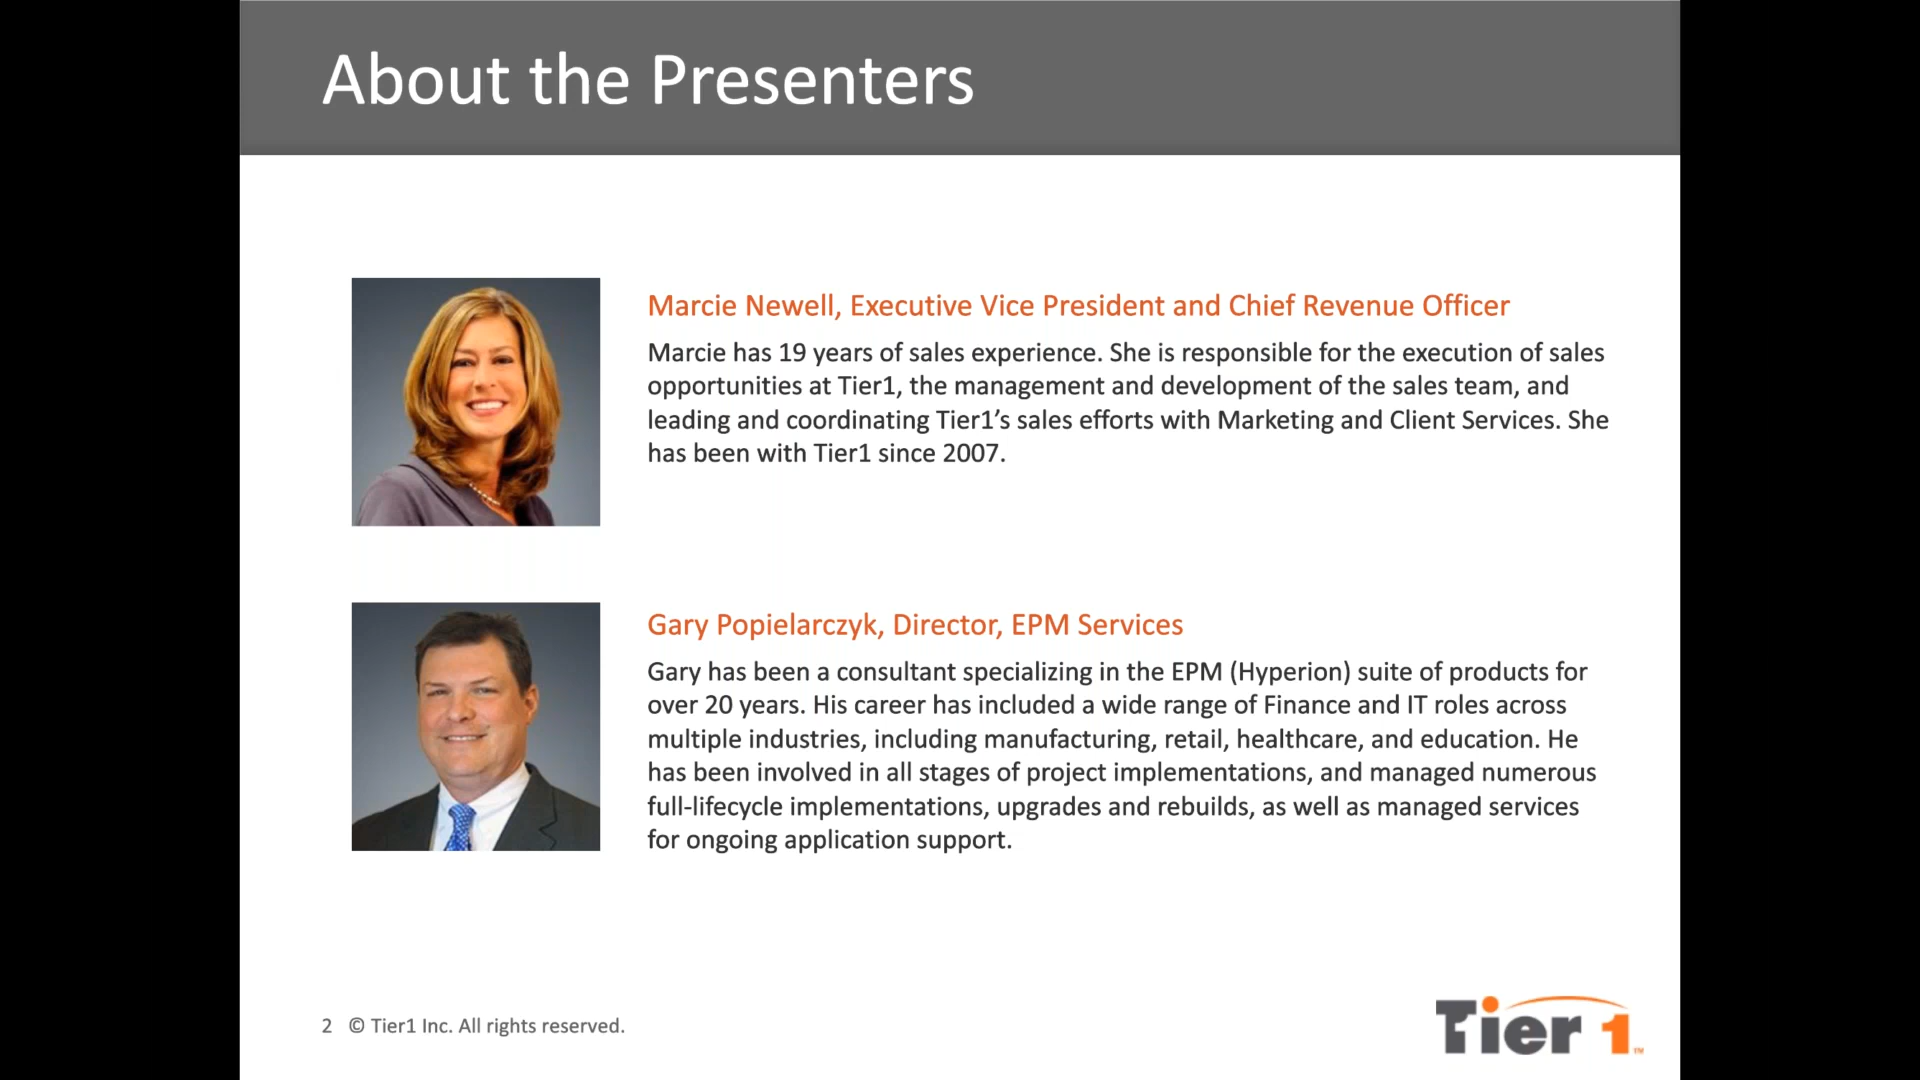 About the Presenters
Marcie Newell, Executive Vice President and Chief Revenue Officer
Marcie has 19 years of sales experience. She is responsible for the execution of sales
opportunities at Tier1, the management and development of the sales team, and
leading and coordinating Tier1’s sales efforts with Marketing and Client Services. She
has been with Tier1 since 2007.
Gary Popielarczyk, Director, EPM Services
Gary has been a consultant specializing in the EPM (Hyperion) suite of products for
over 20 years. His career has included a wide range of Finance and IT roles across
multiple industries, including manufacturing, retail, healthcare, and education. He
has been involved in all stages of project implementations, and managed numerous
full-lifecycle implementations, upgrades and rebuilds, as well as managed services
for ongoing application support.
2 © Tier1 Inc. All rights reserved.
Tier 1™